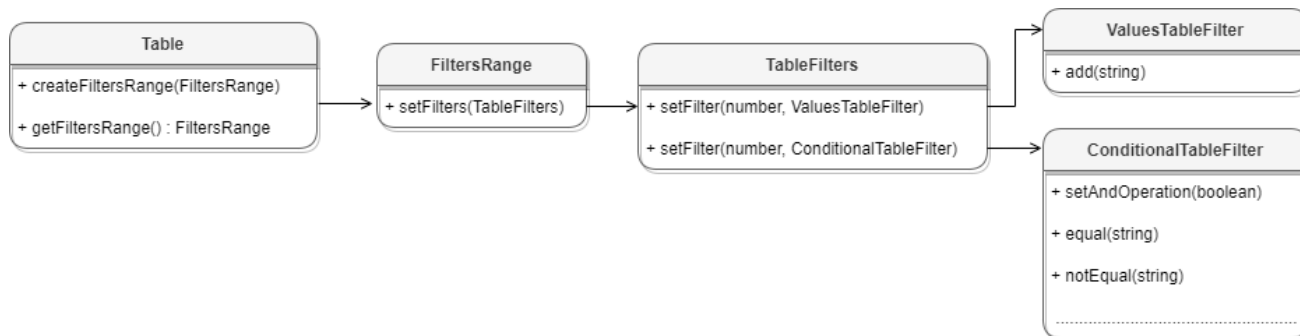 Table
+ createFiltersRange(FiltersRange)
+ getFiltersRange() : FiltersRange
FiltersRange
+ setFilters(TableFilters)
TableFilters
+ setFilter(number, ValuesTableFilter)
+ setFilter(number, ConditionalTableFilter)
ValuesTableFilter
+ add(string)
ConditionalTableFilter
+ setAndOperation(boolean)
+ equal(string)
+ notEqual(string)